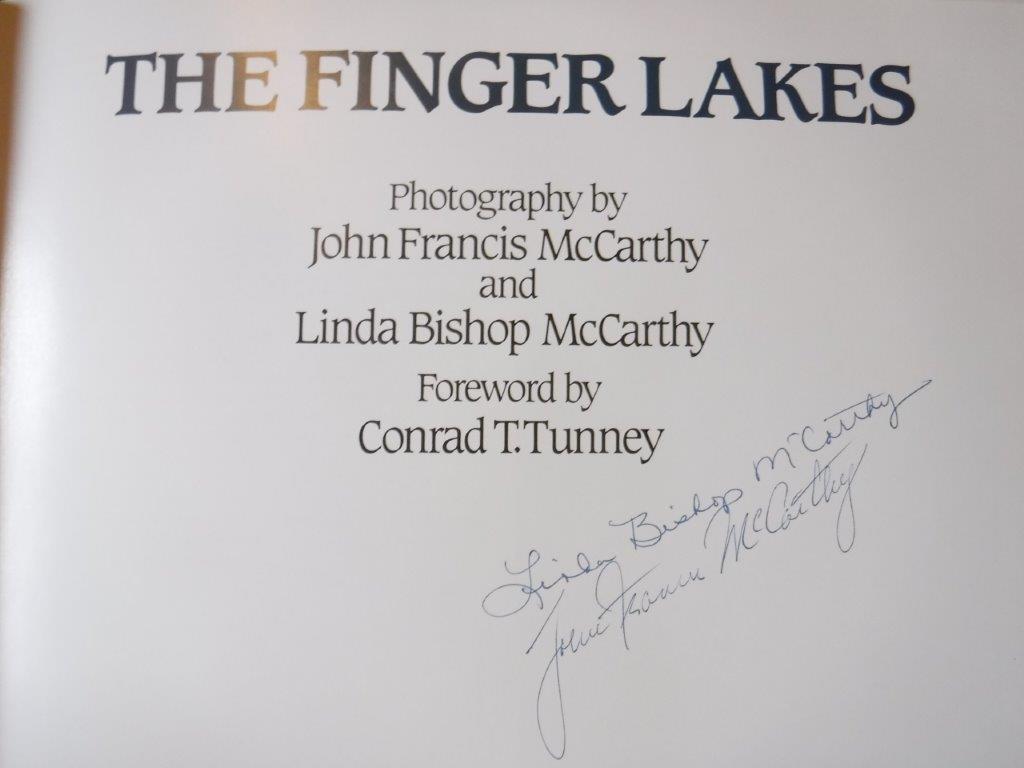 THE FINGER LAKES
Photography by
John Francis McCarthy
and
Linda Bishop McCarthy
Foreword by
Conrad T. Tunney
Linda Bishop McCarthy
John Francis McCarthy